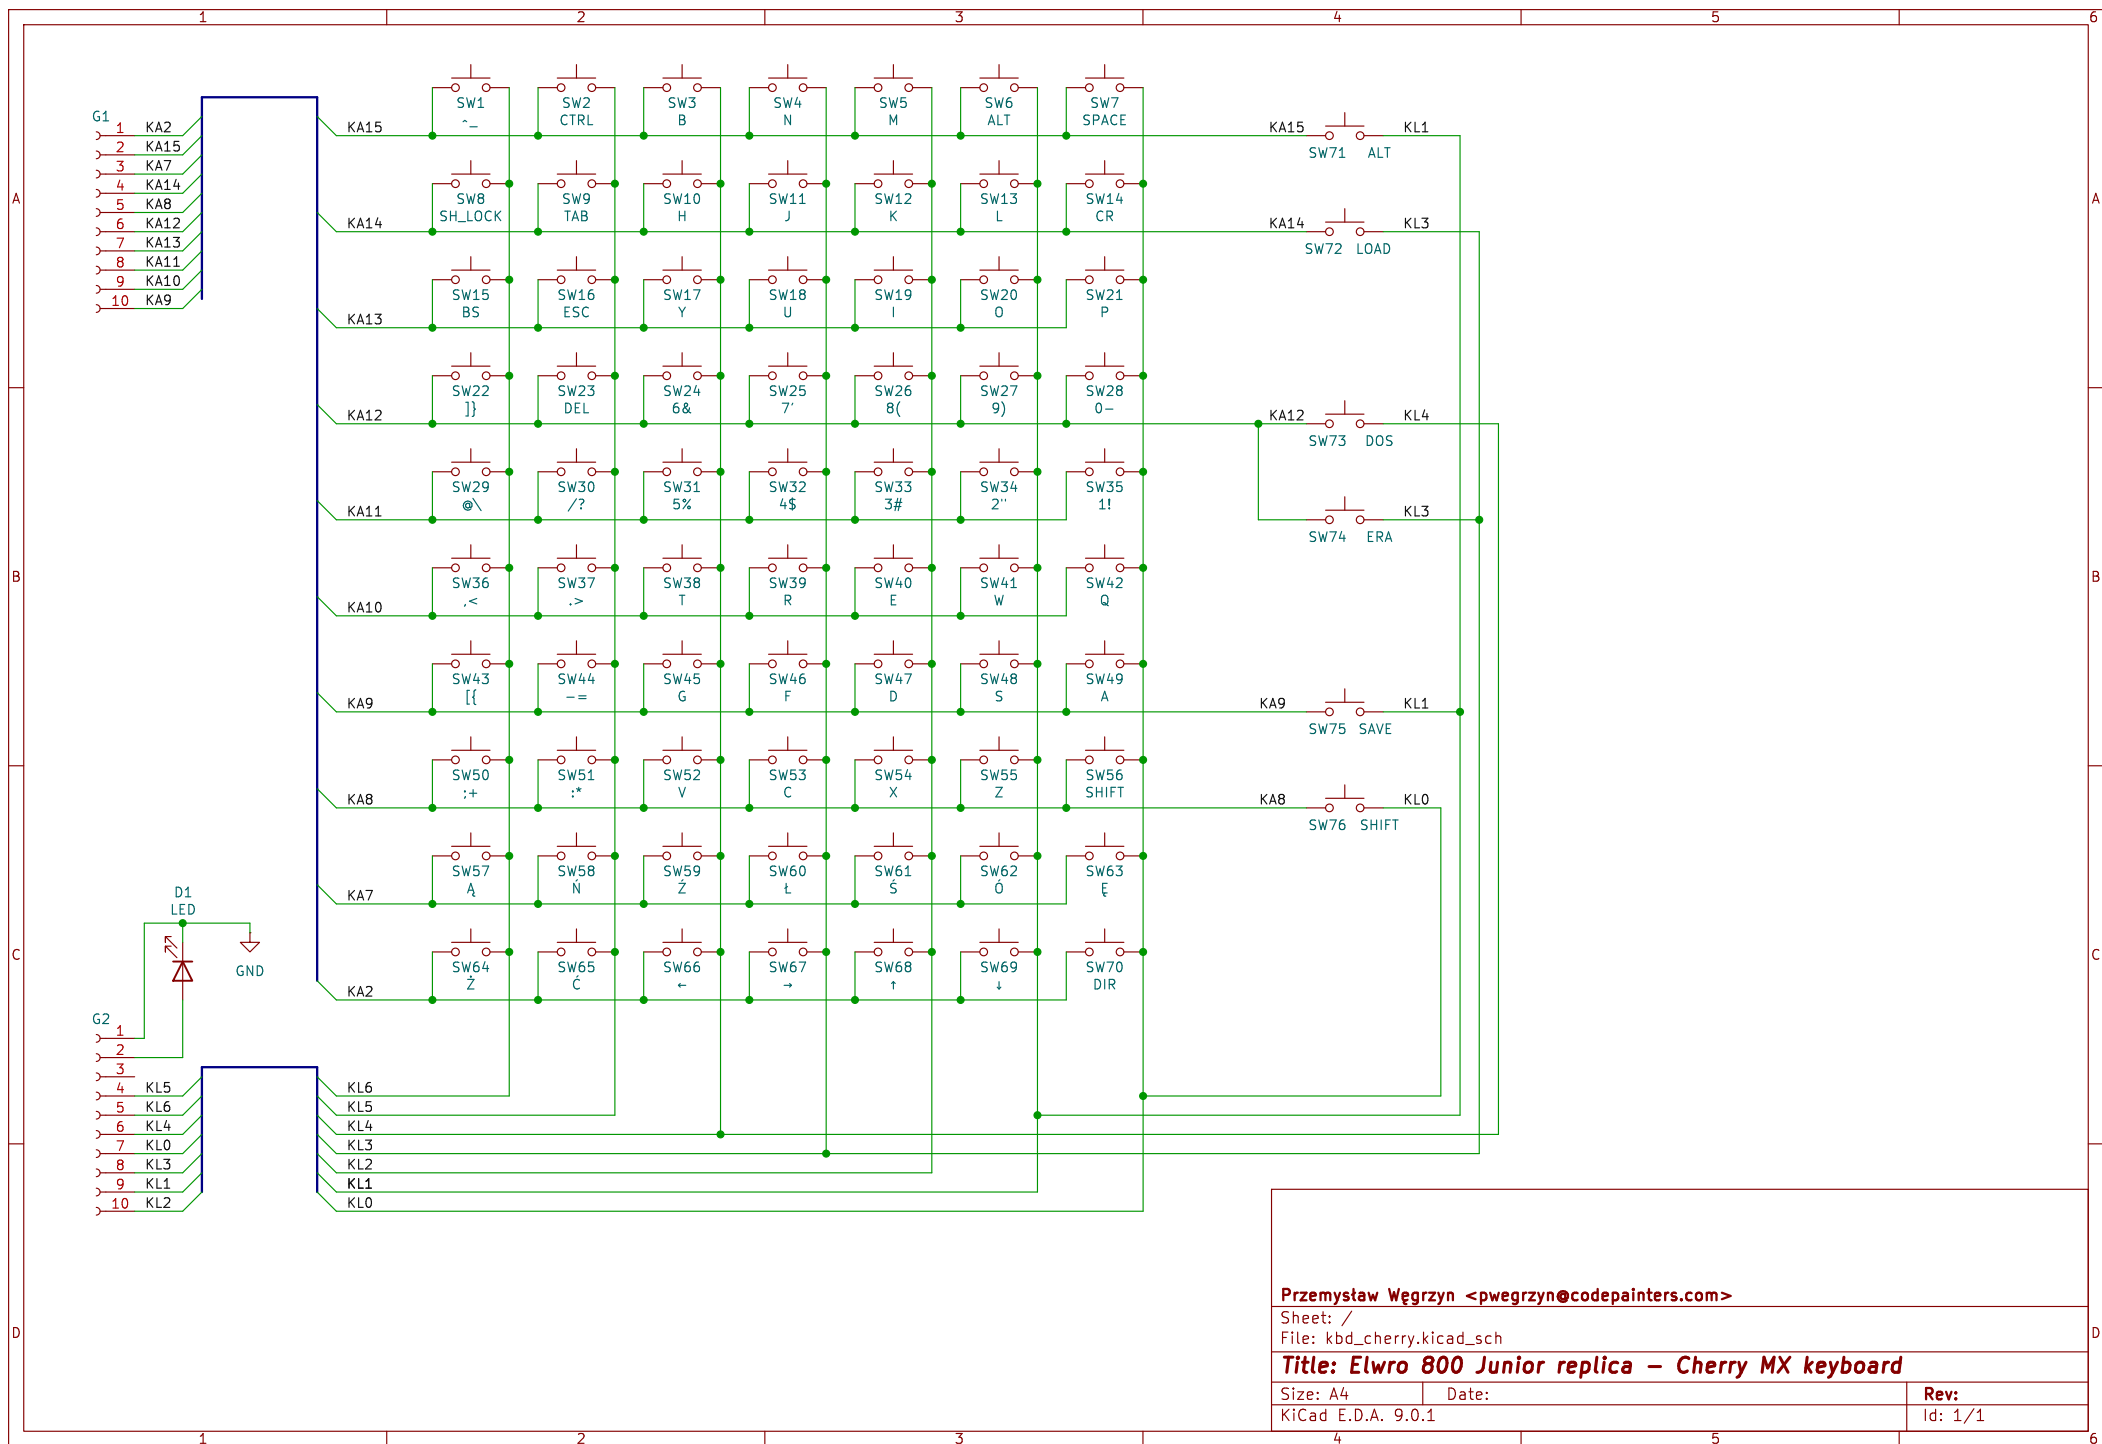 1 2 3 4 5 6
SW1 SW2 SW3 SW4 SW5 SW6 SW7
^_ CTRL B N M ALT SPACE
G1
1 KA2
2 KA15
3 KA7
4 KA14
5 KA8
6 KA12
7 KA13
8 KA11
9 KA10
10 KA9
KA15 KA15 KL1
SW71 ALT
A A
SW8 SW9 SW10 SW11 SW12 SW13 SW14
SH_LOCK TAB H J K L CR
KA14 KA14 KL3
SW72 LOAD
SW15 SW16 SW17 SW18 SW19 SW20 SW21
BS ESC Y U I O P
KA13
SW22 SW23 SW24 SW25 SW26 SW27 SW28
]} DEL 6& 7' 8( 9) 0-
KA12 KA12 KL4
SW73 DOS
SW29 SW30 SW31 SW32 SW33 SW34 SW35
@\ /? 5% 4$ 3# 2" 1!
KA11 KL3
SW74 ERA
B B
SW36 SW37 SW38 SW39 SW40 SW41 SW42
,< .> T R E W Q
KA10
SW43 SW44 SW45 SW46 SW47 SW48 SW49
[{ -= G F D S A
KA9 KA9 KL1
SW75 SAVE
SW50 SW51 SW52 SW53 SW54 SW55 SW56
;+ :* V C X Z SHIFT
KA8 KA8 KL0
SW76 SHIFT
SW57 SW58 SW59 SW60 SW61 SW62 SW63
Ą Ń Ź Ł Ś Ó Ę
KA7
D1
LED
GND
C C
SW64 SW65 SW66 SW67 SW68 SW69 SW70
Ż Ć ← → ↑ ↓ DIR
KA2
G2
1
2
3
4 KL5
5 KL6
6 KL4
7 KL0
8 KL3
9 KL1
10 KL2
KL6
KL5
KL4
KL3
KL2
KL1
KL0
Przemysław Węgrzyn <pwegrzyn@codepainters.com>
Sheet: /
File: kbd_cherry.kicad_sch
D D
Title: Elwro 800 Junior replica – Cherry MX keyboard
Size: A4 Date: Rev:
KiCad E.D.A. 9.0.1 Id: 1/1
1 2 3 4 5 6